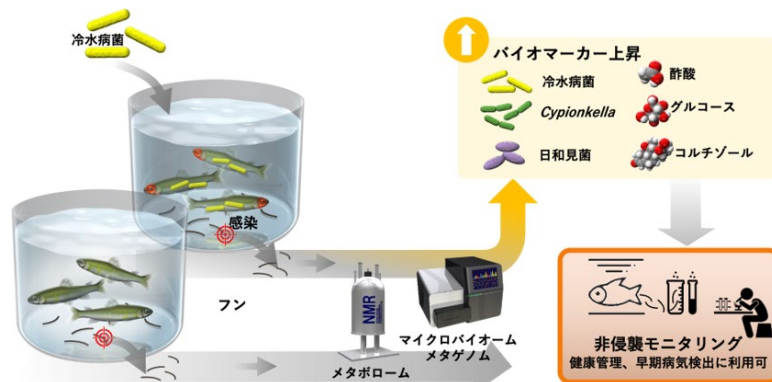 冷水病菌
感染
フン
NMR
メタボローム
マイクロバイオーム
メタゲノム
バイオマーカー上昇
冷水病菌
Cypionkella
日和見菌
酢酸
グルコース
コルチゾール
非侵襲モニタリング
健康管理、早期病気検出に利用可